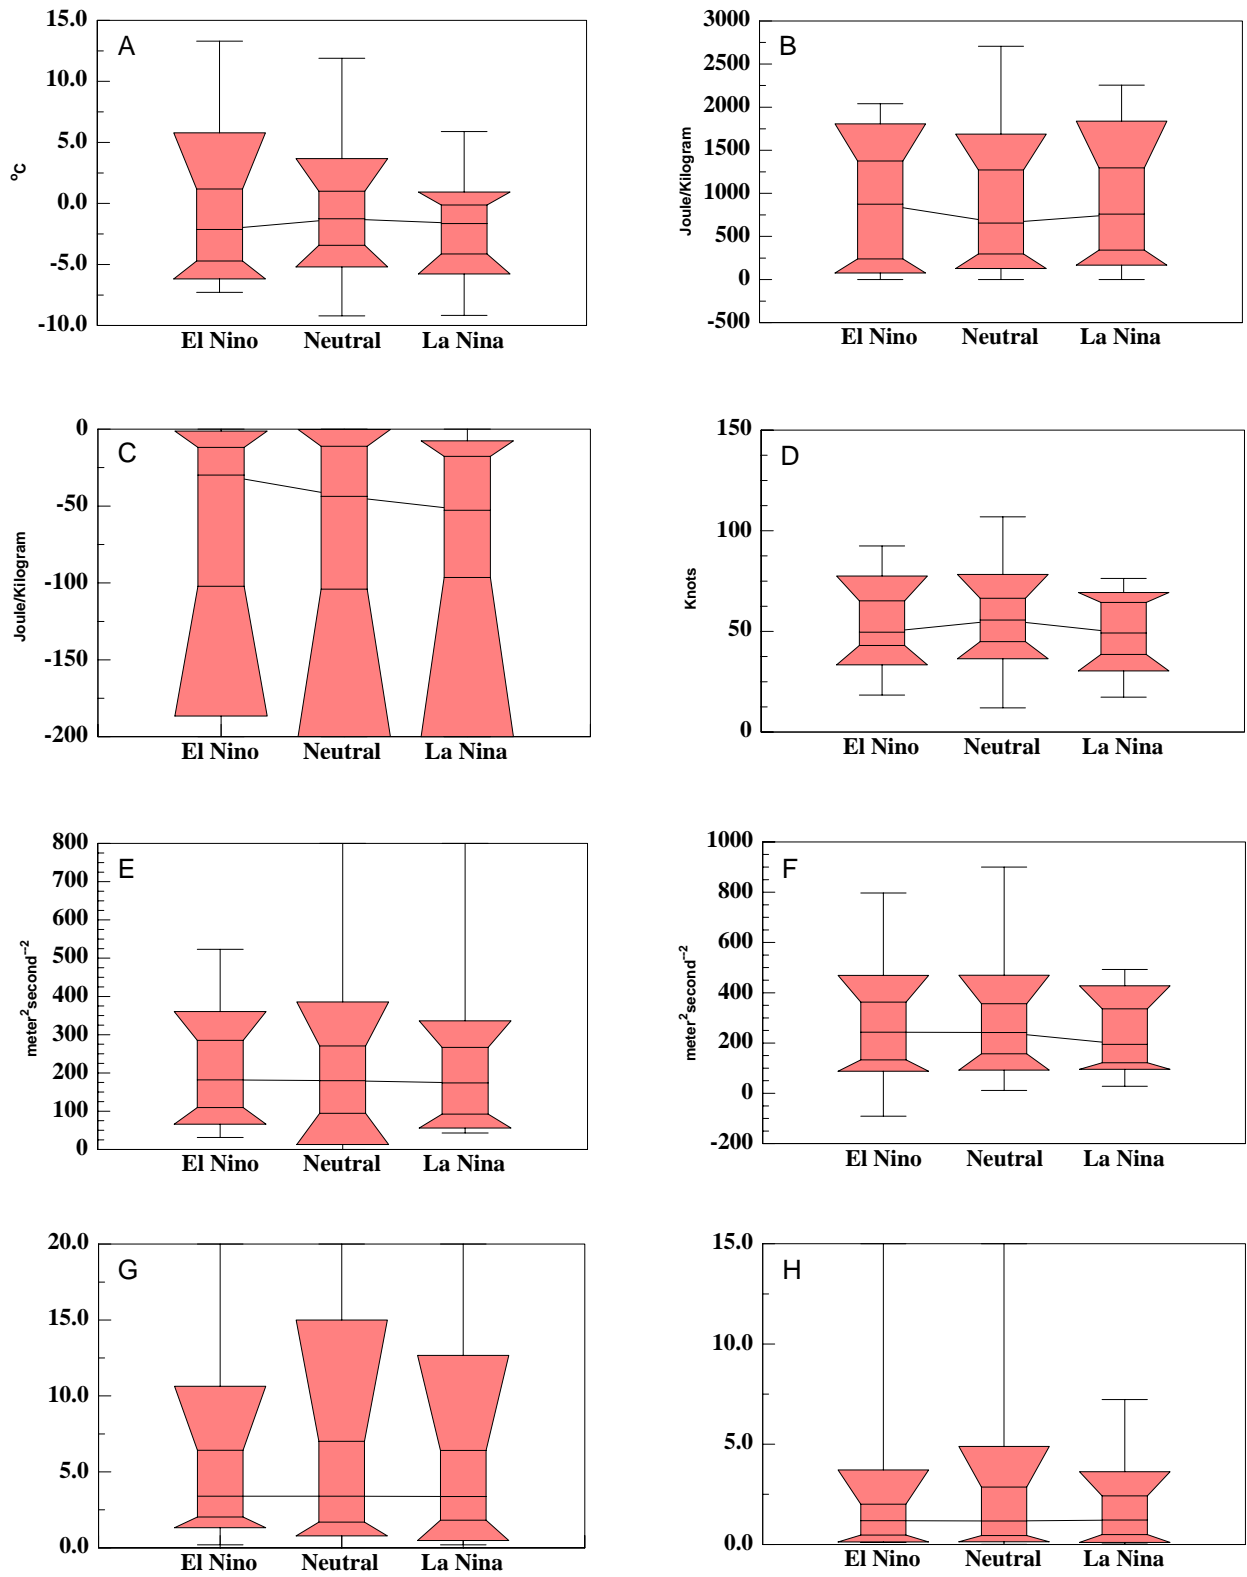 A
15.0
10.0
5.0
0.0
-5.0
-10.0
°C
El Nino Neutral La Nina
B
3000
2500
2000
1500
1000
500
0
-500
Joule/Kilogram
El Nino Neutral La Nina
C
0
-50
-100
-150
-200
Joule/Kilogram
El Nino Neutral La Nina
D
150
100
50
0
Knots
El Nino Neutral La Nina
E
800
700
600
500
400
300
200
100
0
meter²second⁻²
El Nino Neutral La Nina
F
1000
800
600
400
200
0
-200
meter²second⁻²
El Nino Neutral La Nina
G
20.0
15.0
10.0
5.0
0.0
El Nino Neutral La Nina
H
15.0
10.0
5.0
0.0
El Nino Neutral La Nina